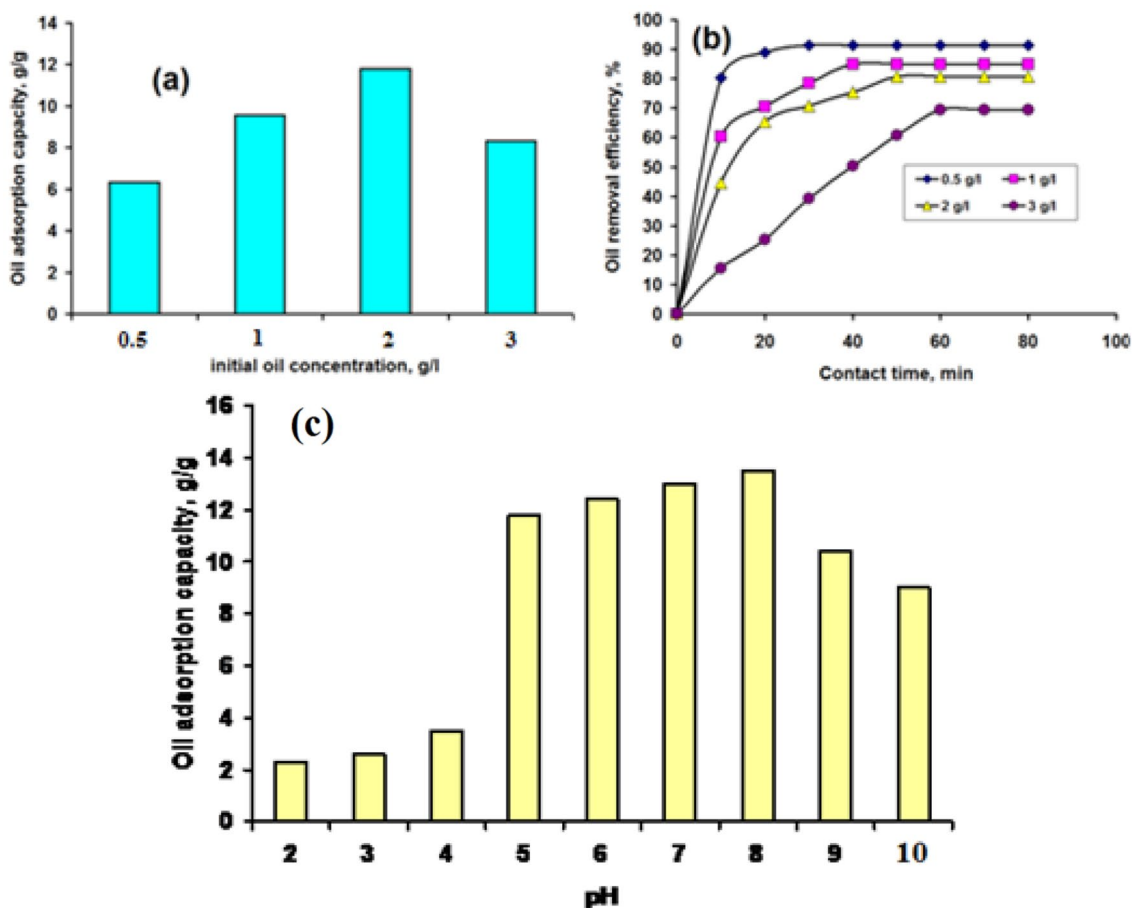 (a)
Oil adsorption capacity, g/g
14
12
10
8
6
4
2
0
0.5 1 2 3
initial oil concentration, g/l
(b)
Oil removal efficiency, %
100
90
80
70
60
50
40
30
20
10
0
0 20 40 60 80 100
Contact time, min
0.5 g/l 1 g/l
2 g/l 3 g/l
(c)
Oil adsorption capacity, g/g
16
14
12
10
8
6
4
2
0
2 3 4 5 6 7 8 9 10
pH